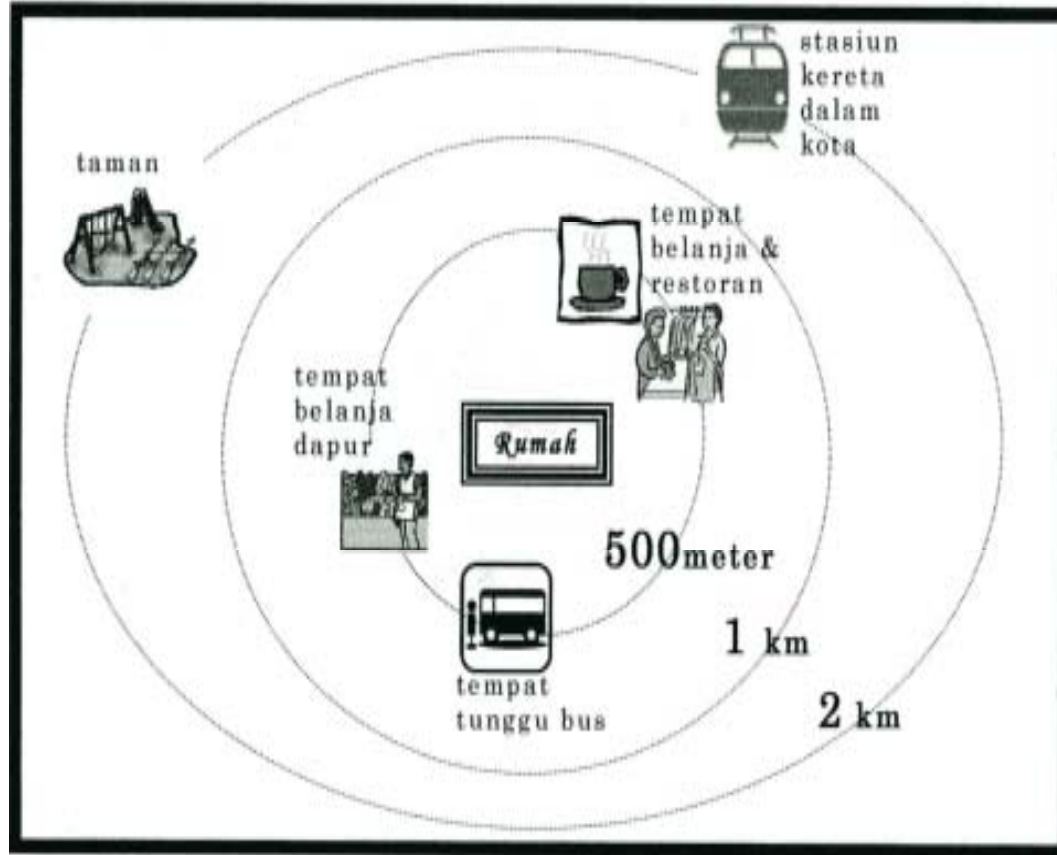 stasiun
kereta
dalam
kota
taman
tempat
belanja &
restoran
tempat
belanja
dapur
Rumah
500meter
1 km
2 km
tempat
tunggu bus